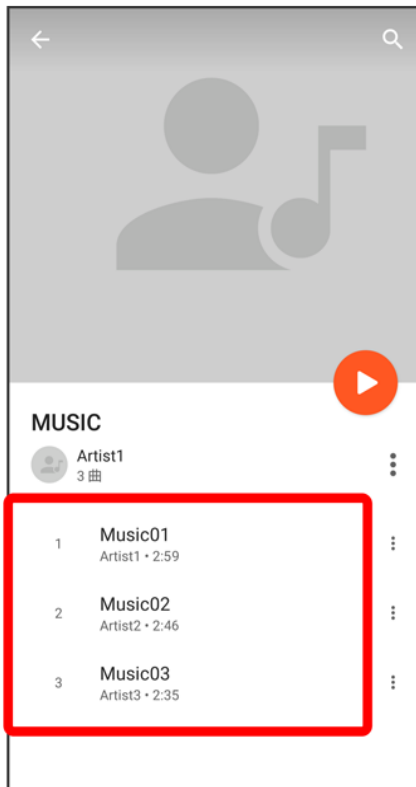 MUSIC
Artist1
3 曲
1
Music01
Artist1 • 2:59
2
Music02
Artist2 • 2:46
3
Music03
Artist3 • 2:35